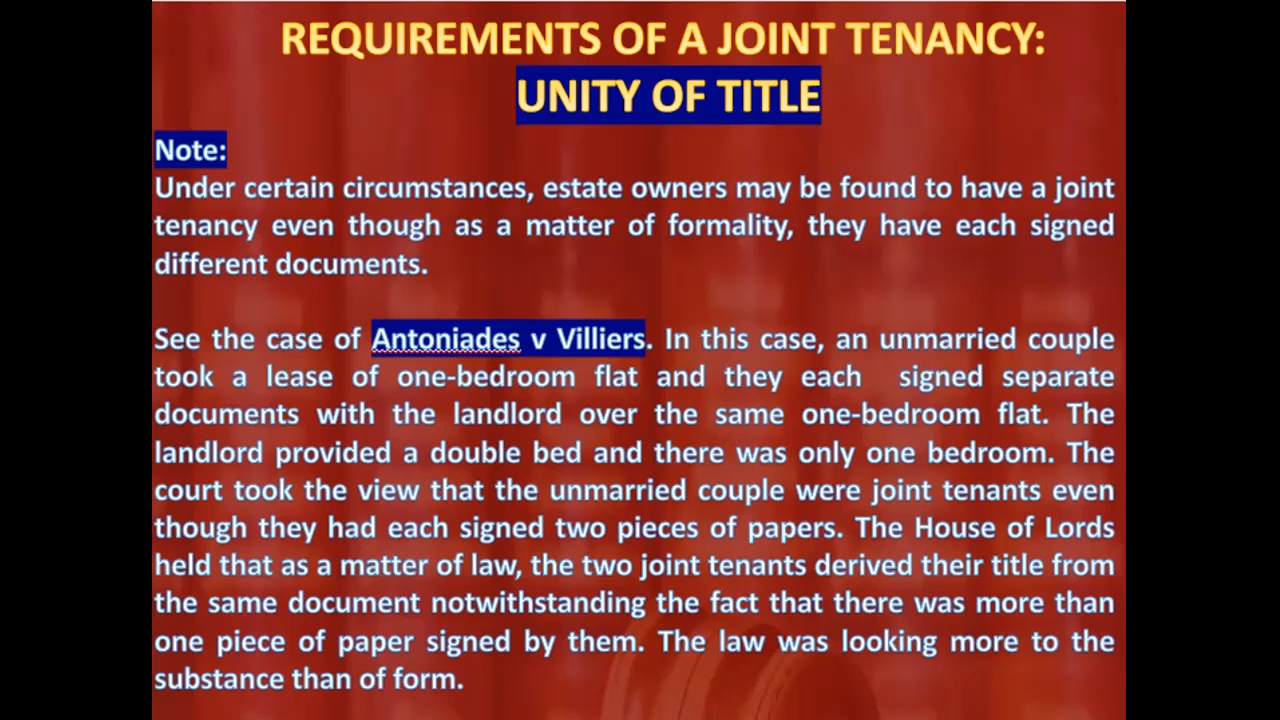 REQUIREMENTS OF A JOINT TENANCY:
UNITY OF TITLE
Note:
Under certain circumstances, estate owners may be found to have a joint
tenancy even though as a matter of formality, they have each signed
different documents.
See the case of Antoniades v Villiers. In this case, an unmarried couple
took a lease of one-bedroom flat and they each signed separate
documents with the landlord over the same one-bedroom flat. The
landlord provided a double bed and there was only one bedroom. The
court took the view that the unmarried couple were joint tenants even
though they had each signed two pieces of papers. The House of Lords
held that as a matter of law, the two joint tenants derived their title from
the same document notwithstanding the fact that there was more than
one piece of paper signed by them. The law was looking more to the
substance than of form.